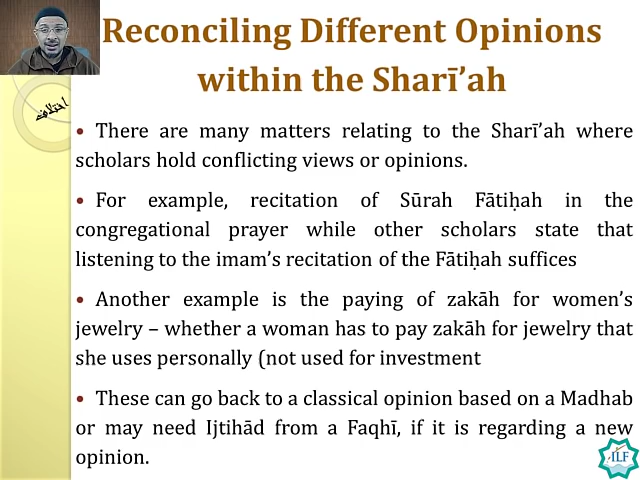 Reconciling Different Opinions
within the Sharī’ah
اختلاف
• There are many matters relating to the Sharī’ah where
scholars hold conflicting views or opinions.
• For example, recitation of Sūrah Fātiḥah in the
congregational prayer while other scholars state that
listening to the imam’s recitation of the Fātiḥah suffices
• Another example is the paying of zakāh for women’s
jewelry – whether a woman has to pay zakāh for jewelry that
she uses personally (not used for investment
• These can go back to a classical opinion based on a Madhab
or may need Ijtihād from a Faqhī, if it is regarding a new
opinion.
ILF